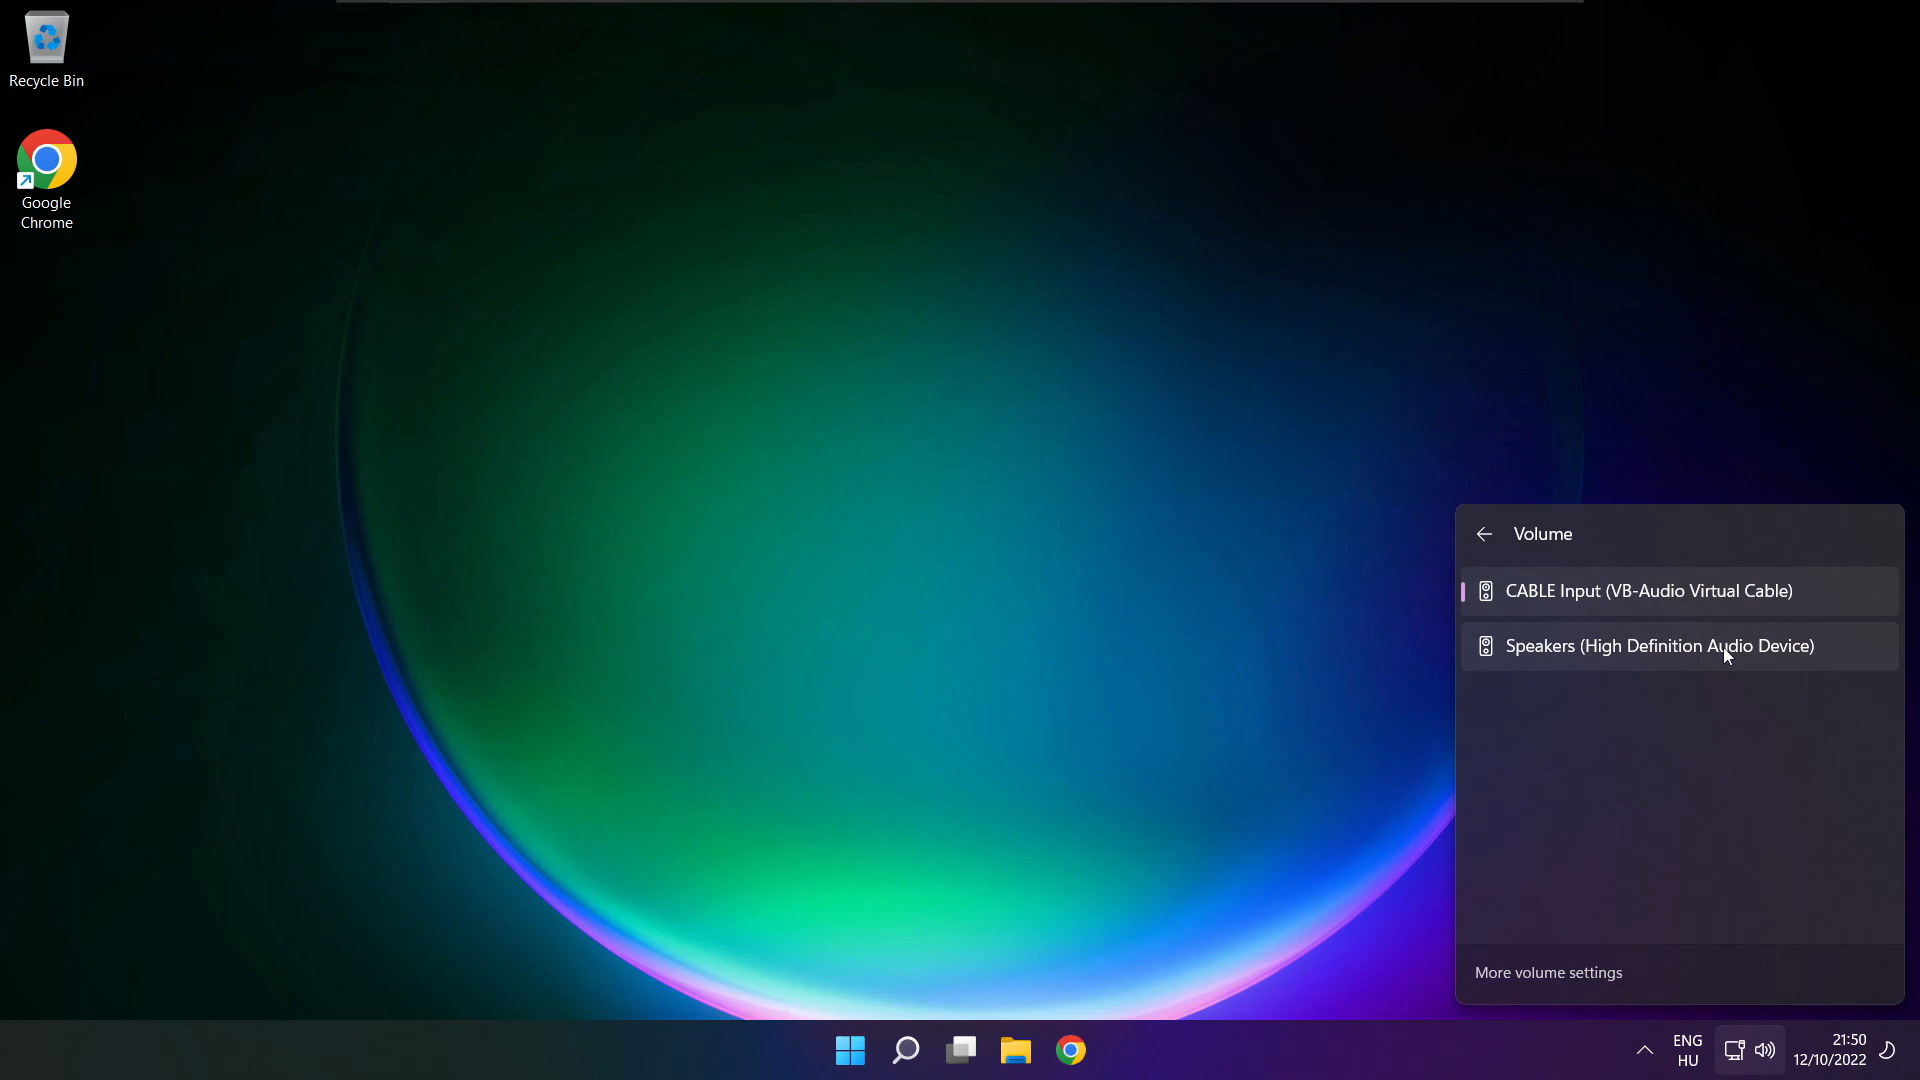 Recycle Bin
Google
Chrome
Volume
CABLE Input (VB-Audio Virtual Cable)
Speakers (High Definition Audio Device)
More volume settings
ENG
HU
21:50
12/10/2022